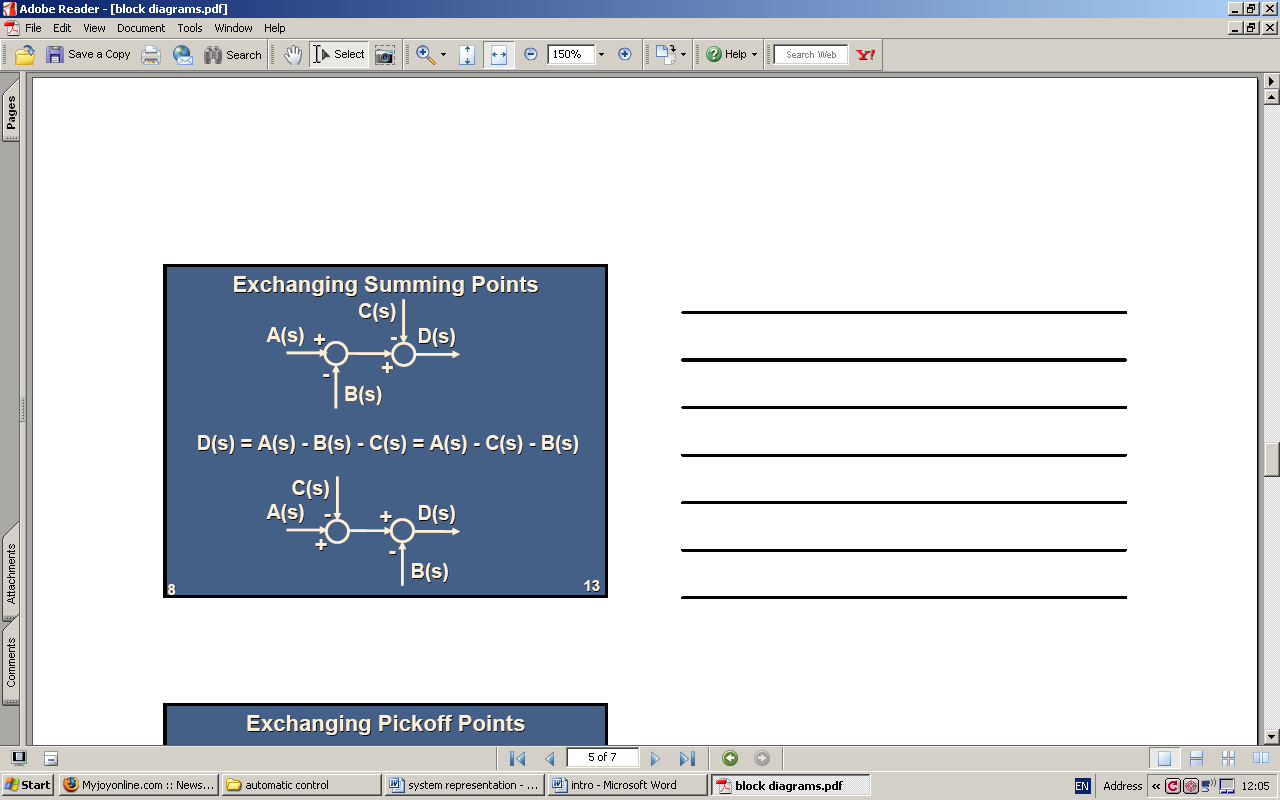 Adobe Reader - [block diagrams.pdf]
File Edit View Document Tools Window Help
Save a Copy Search Select 150% Help Search Web Y!
Pages
Attachments
Comments
Exchanging Summing Points
C(s)
A(s) + - D(s)
- +
B(s)
D(s) = A(s) - B(s) - C(s) = A(s) - C(s) - B(s)
C(s)
A(s) - + D(s)
+ -
B(s)
8 13
Exchanging Pickoff Points
5 of 7
Start Myjoyonline.com :: News... automatic control system representation - ... intro - Microsoft Word block diagrams.pdf EN Address « 12:05